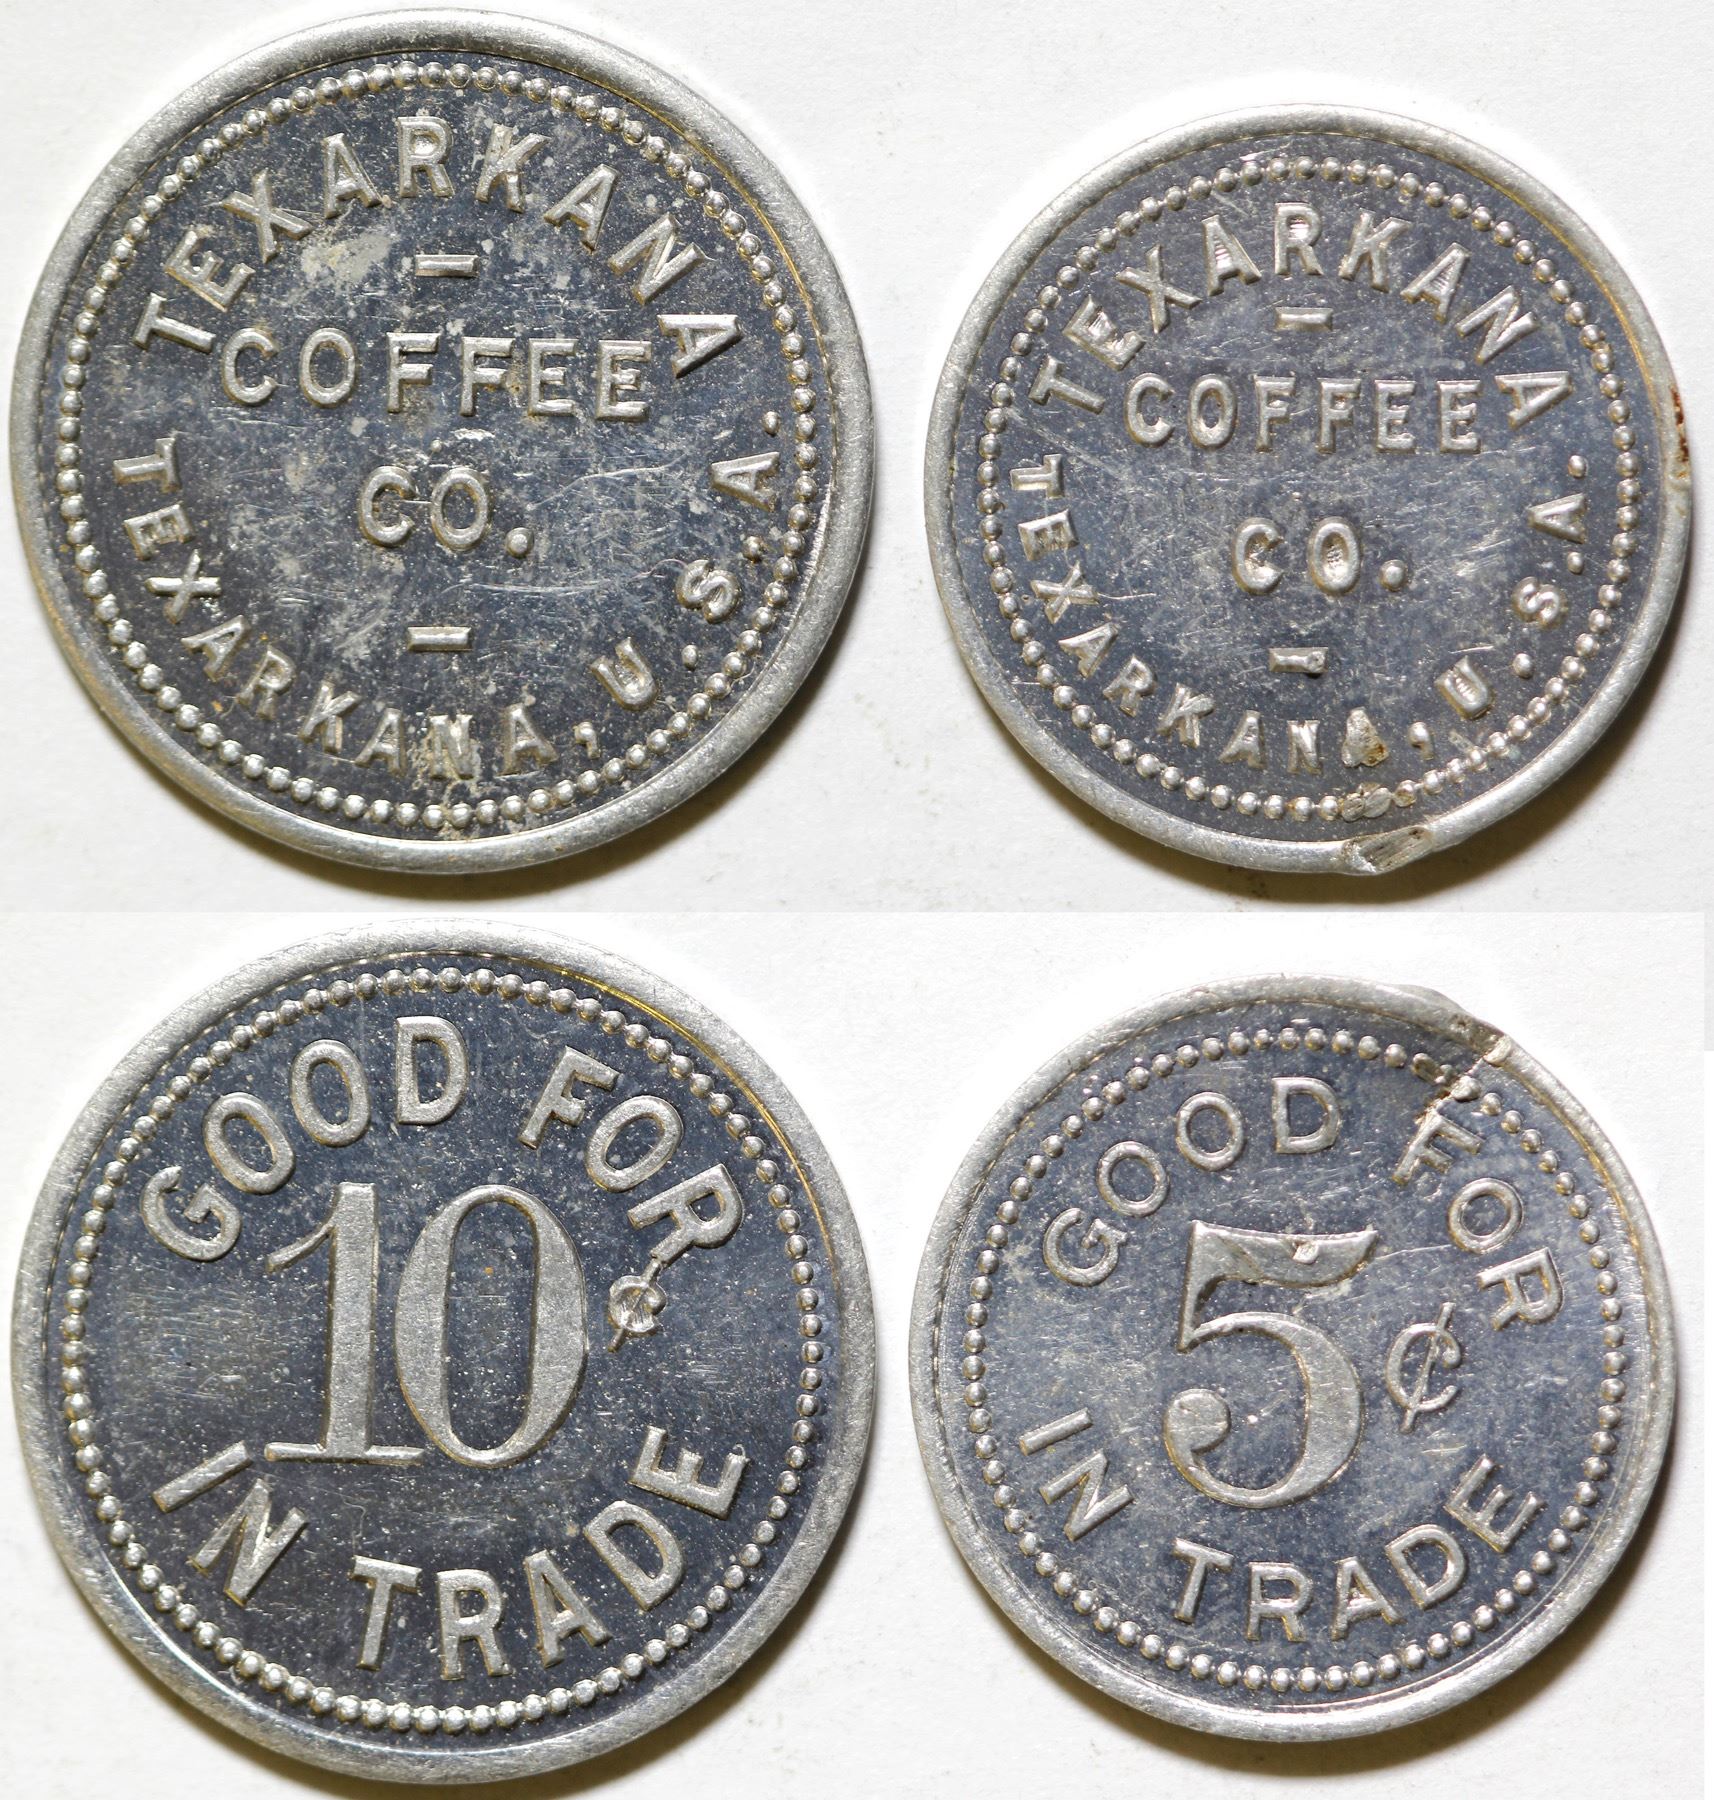 TEXARKANA
COFFEE
CO.
TEXARKANA, U.S.A.
TEXARKANA
COFFEE
CO.
TEXARKANA, U.S.A.
GOOD FOR
10¢
IN TRADE
GOOD FOR
5¢
IN TRADE